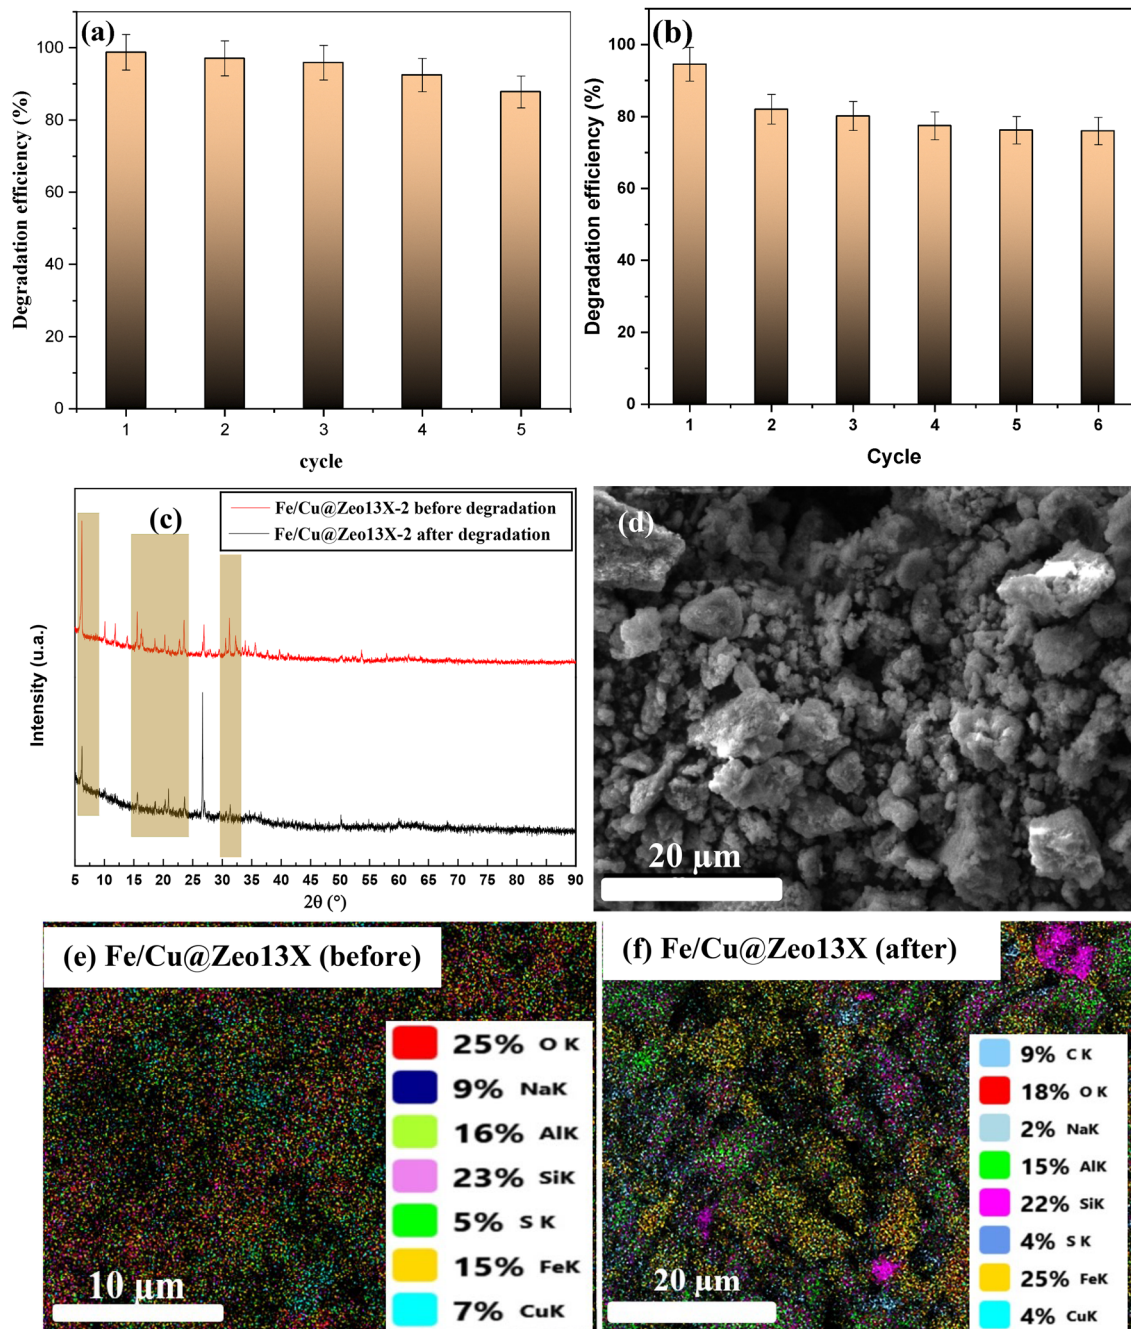 (a)
Degradation efficiency (%)
100
80
60
40
20
0
1 2 3 4 5
cycle
(b)
Degradation efficiency (%)
100
80
60
40
20
0
1 2 3 4 5 6
Cycle
(c)
Fe/Cu@Zeo13X-2 before degradation
Fe/Cu@Zeo13X-2 after degradation
Intensity (u.a.)
5 10 15 20 25 30 35 40 45 50 55 60 65 70 75 80 85 90
2θ (°)
(d)
20 μm
(e) Fe/Cu@Zeo13X (before)
25% O K
9% NaK
16% AlK
23% SiK
5% S K
15% FeK
7% CuK
10 μm
(f) Fe/Cu@Zeo13X (after)
9% C K
18% O K
2% NaK
15% AlK
22% SiK
4% S K
25% FeK
4% CuK
20 μm